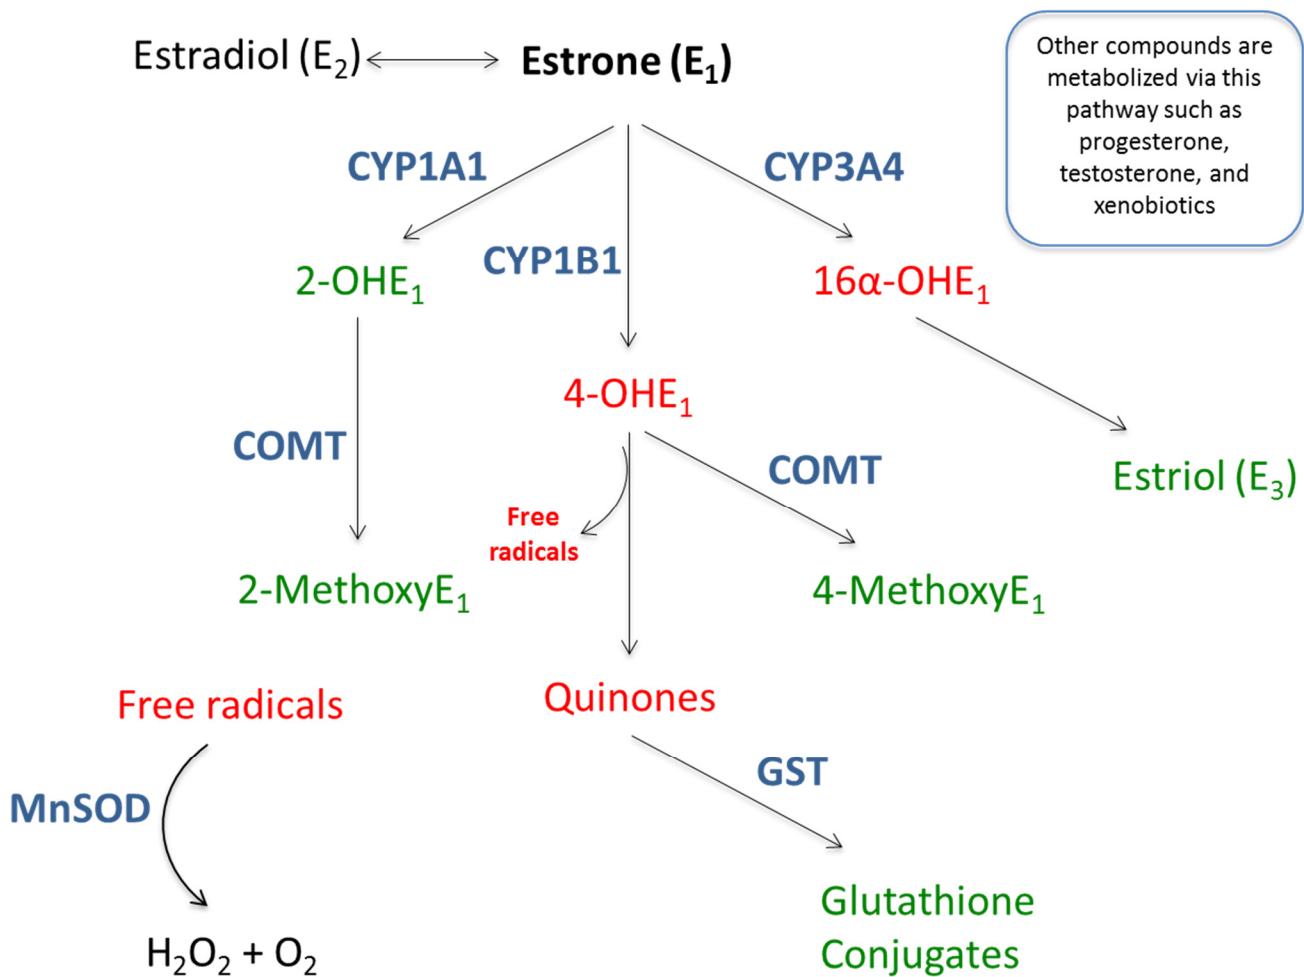 Estradiol (E₂)
Estrone (E₁)
Other compounds are
metabolized via this
pathway such as
progesterone,
testosterone, and
xenobiotics
CYP1A1
CYP3A4
CYP1B1
2-OHE₁
16α-OHE₁
4-OHE₁
COMT
COMT
Estriol (E₃)
Free
radicals
2-MethoxyE₁
4-MethoxyE₁
Free radicals
Quinones
GST
MnSOD
Glutathione
Conjugates
H₂O₂ + O₂